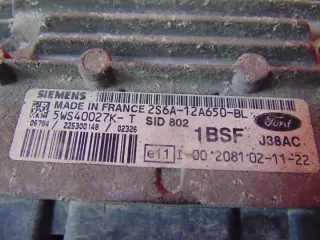 SIEMENS
MADE IN FRANCE 2S6A-12A650-BL
5WS40027K-T SID 802 Ford
06784 / 225300148 / 02326 1BSF J38AC
e11 I-00 2081 02-11-22